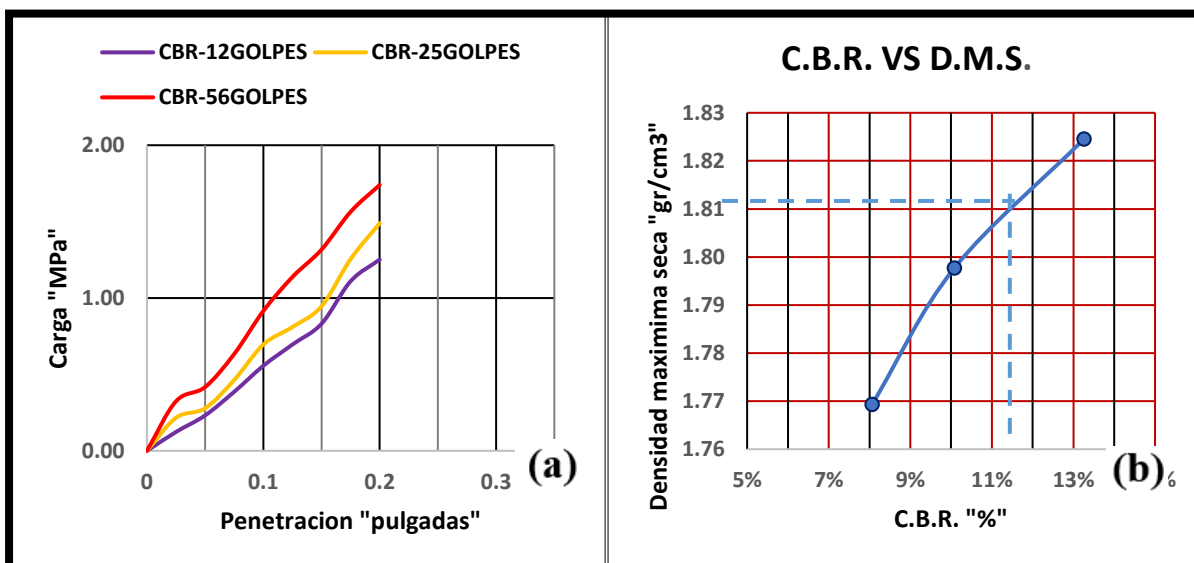 CBR-12GOLPES CBR-25GOLPES
CBR-56GOLPES
2.00
1.00
0.00
0 0.1 0.2 0.3
Carga "MPa"
Penetracion "pulgadas"
(a)
C.B.R. VS D.M.S.
1.83
1.82
1.81
1.80
1.79
1.78
1.77
1.76
5% 7% 9% 11% 13% %
Densidad maximima seca "gr/cm3"
C.B.R. "%"
(b)